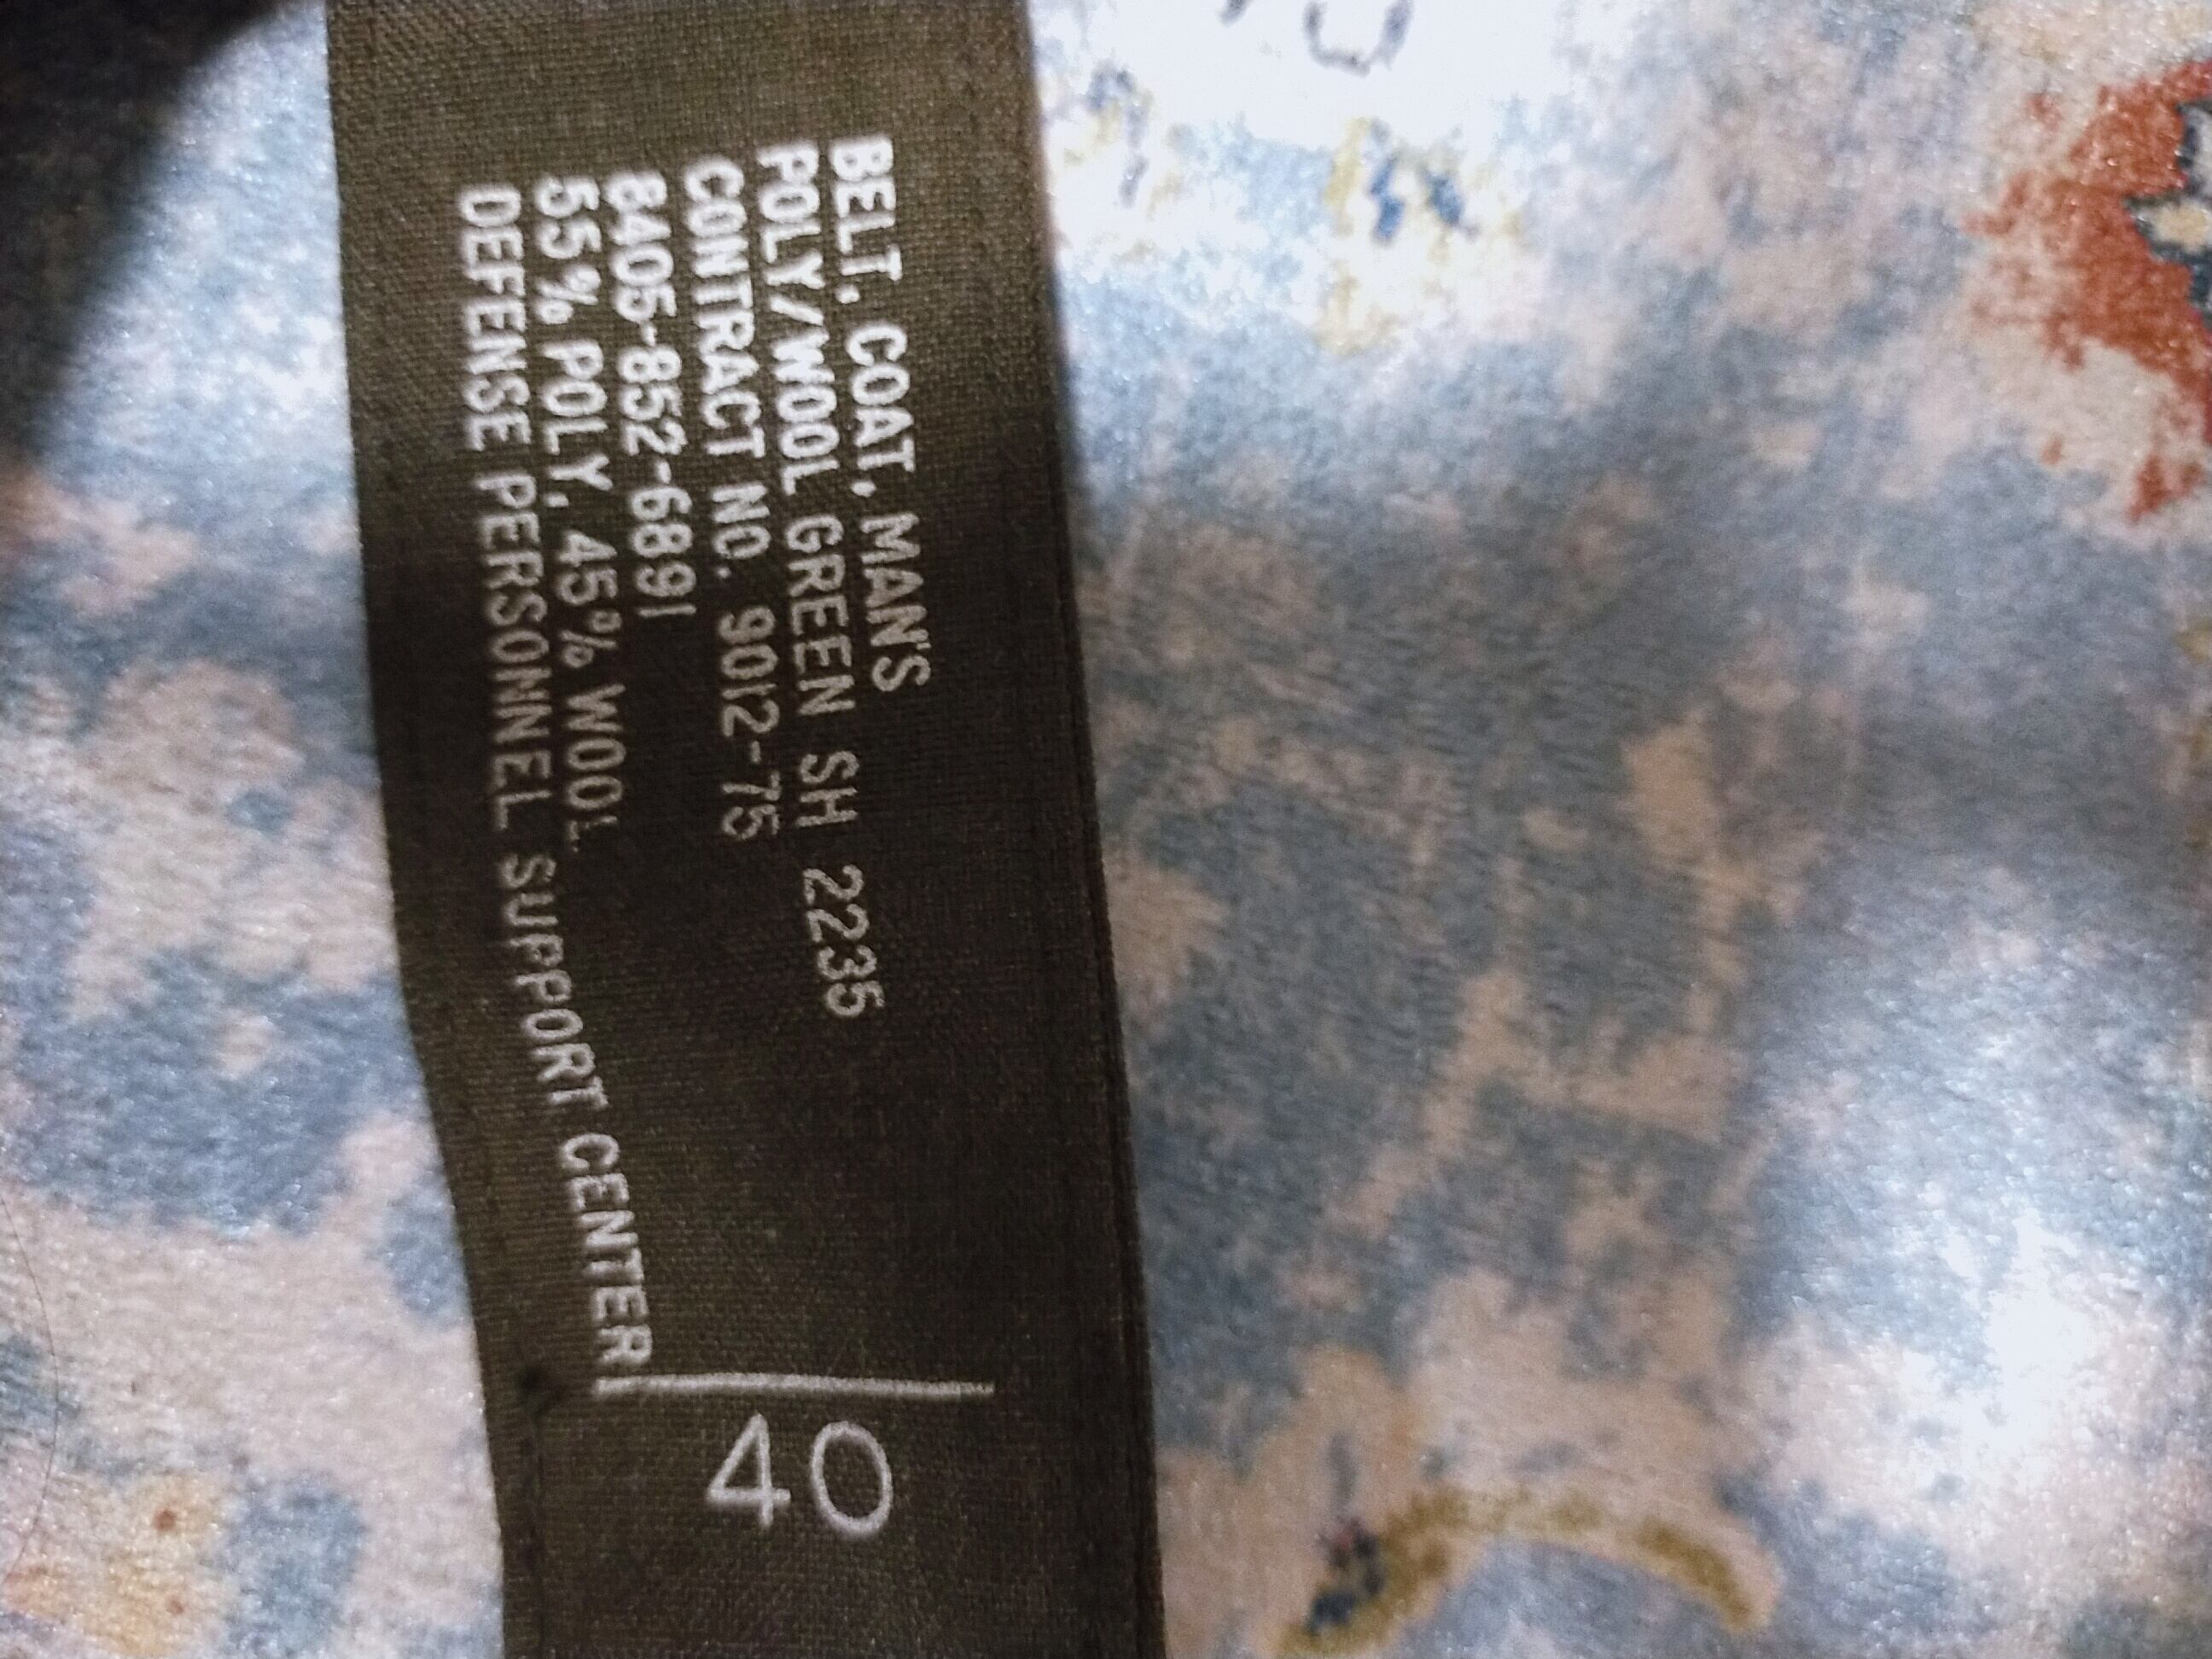 BELT, COAT, MAN'S
POLY/WOOL GREEN SH 2235
CONTRACT NO. 9012-75
8405-852-6891
55% POLY, 45% WOOL
DEFENSE PERSONNEL SUPPORT CENTER
40